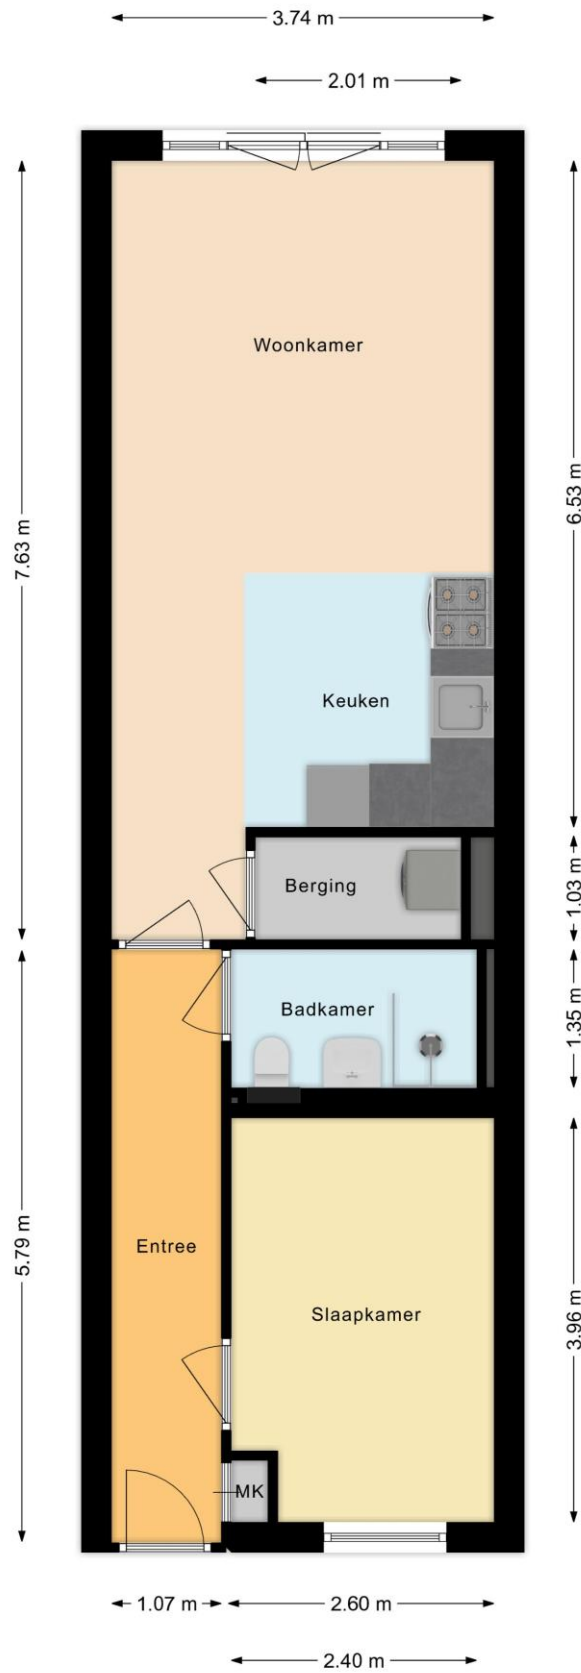 3.74 m
2.01 m
Woonkamer
6.53 m
7.63 m
Keuken
Berging
1.03 m
Badkamer
1.35 m
5.79 m
Entree
Slaapkamer
3.96 m
MK
1.07 m
2.60 m
2.40 m